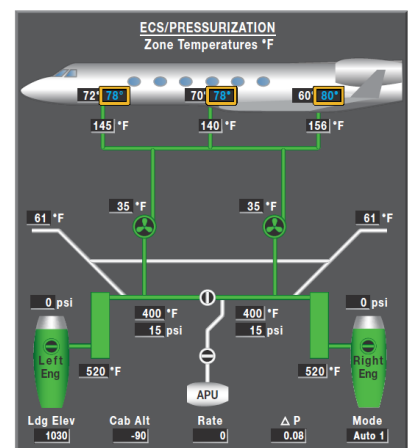 ECS/PRESSURIZATION
Zone Temperatures °F
72° 78° 70° 78° 60° 80°
145 °F 140 °F 156 °F
35 °F 35 °F
61 °F 61 °F
0 psi 400 °F 400 °F 0 psi
15 psi 15 psi
Left Eng 520 °F 520 °F Right Eng
APU
Ldg Elev Cab Alt Rate Δ P Mode
1030 -90 0 0.08 Auto 1